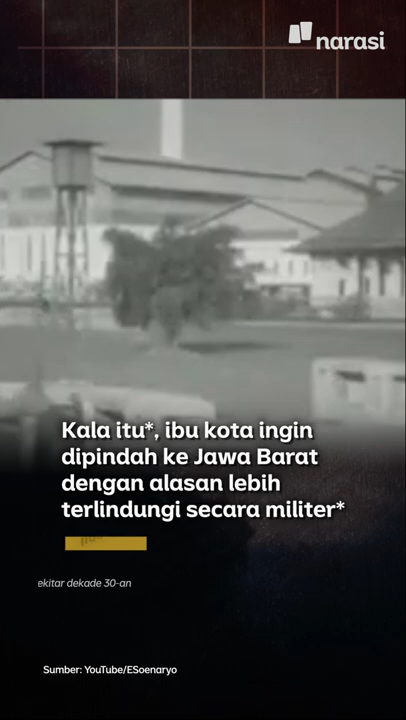 narasi
Kala itu*, ibu kota ingin
dipindah ke Jawa Barat
dengan alasan lebih
terlindungi secara militer*
ekitar dekade 30-an
Sumber: YouTube/ESoenaryo